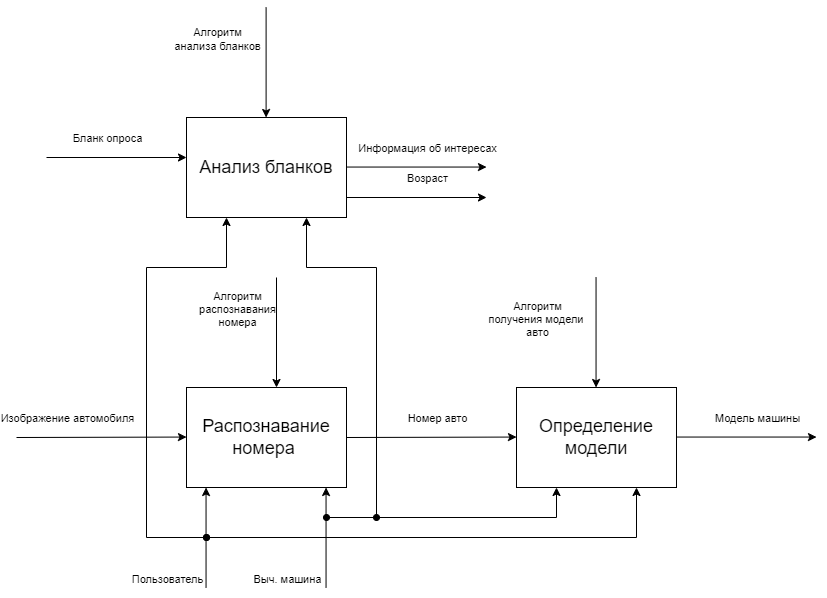 Алгоритм
анализа бланков
Бланк опроса
Анализ бланков
Информация об интересах
Возраст
Алгоритм
распознавания
номера
Алгоритм
получения модели
авто
Изображение автомобиля
Распознавание
номера
Номер авто
Определение
модели
Модель машины
Пользователь
Выч. машина